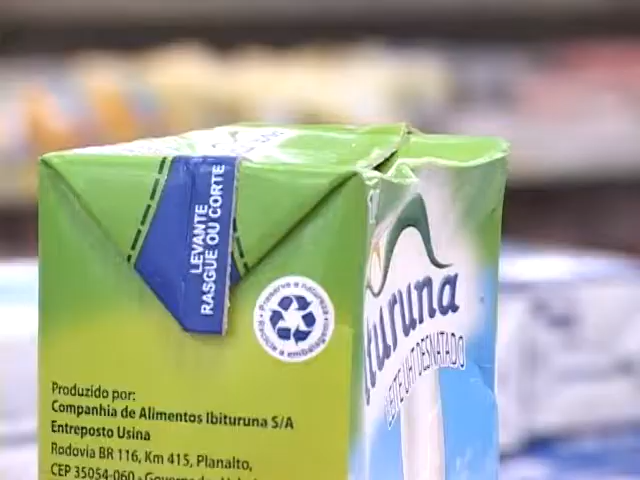 LEVANTE
RASGUE OU CORTE
Preserve a natureza
recicle a embalagem
Produzido por:
Companhia de Alimentos Ibituruna S/A
Entreposto Usina
Rodovia BR 116, Km 415, Planalto,
CEP 35054-060 -
turuna
LEITE UHT DESNATADO